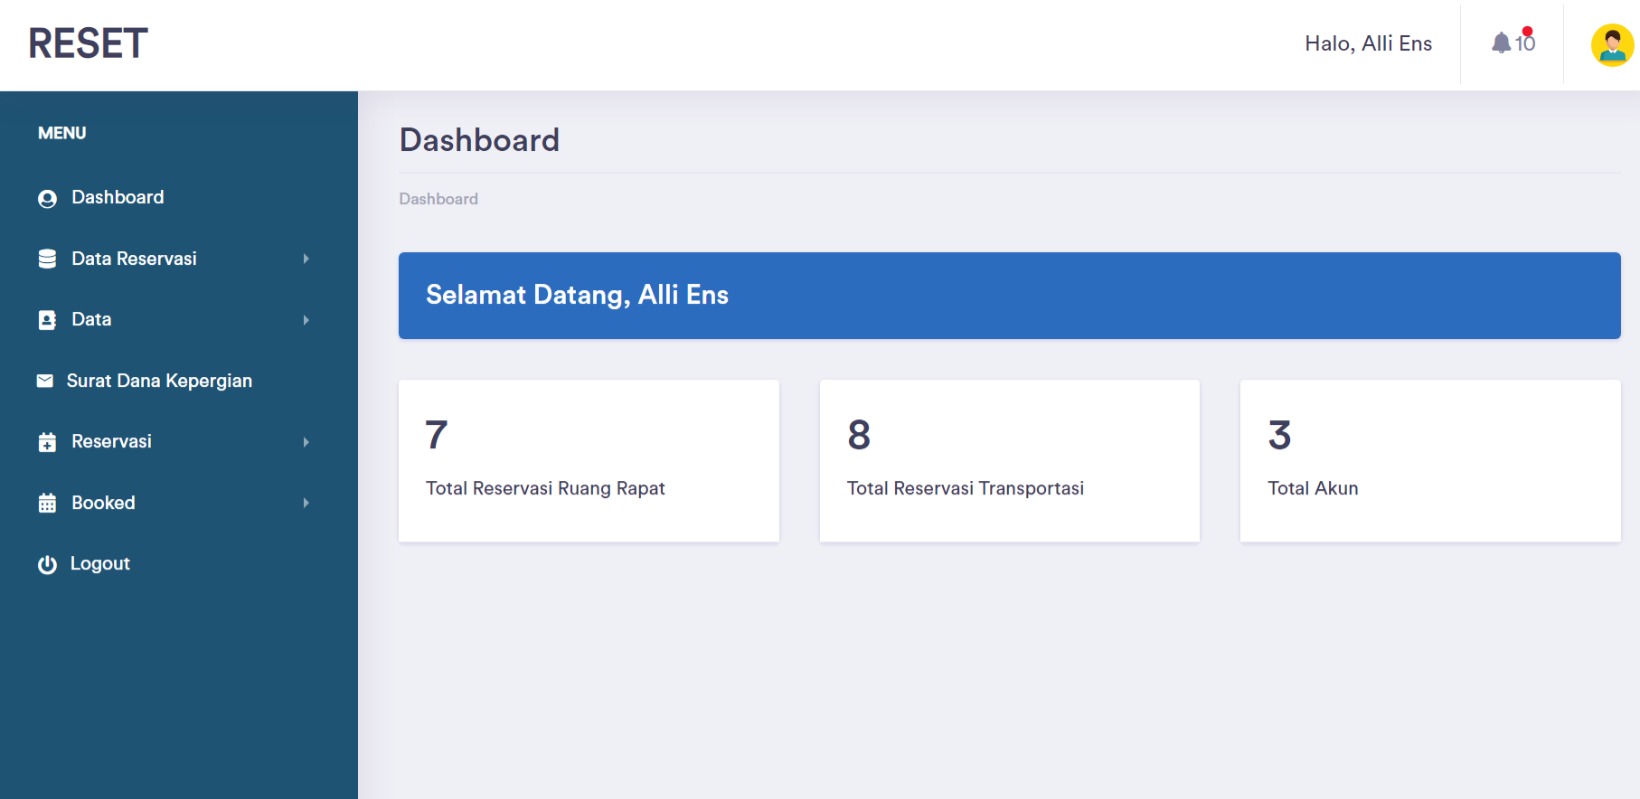 RESET
Halo, Alli Ens
10
MENU
Dashboard
Data Reservasi
Data
Surat Dana Kepergian
Reservasi
Booked
Logout
Dashboard
Dashboard
Selamat Datang, Alli Ens
7
Total Reservasi Ruang Rapat
8
Total Reservasi Transportasi
3
Total Akun